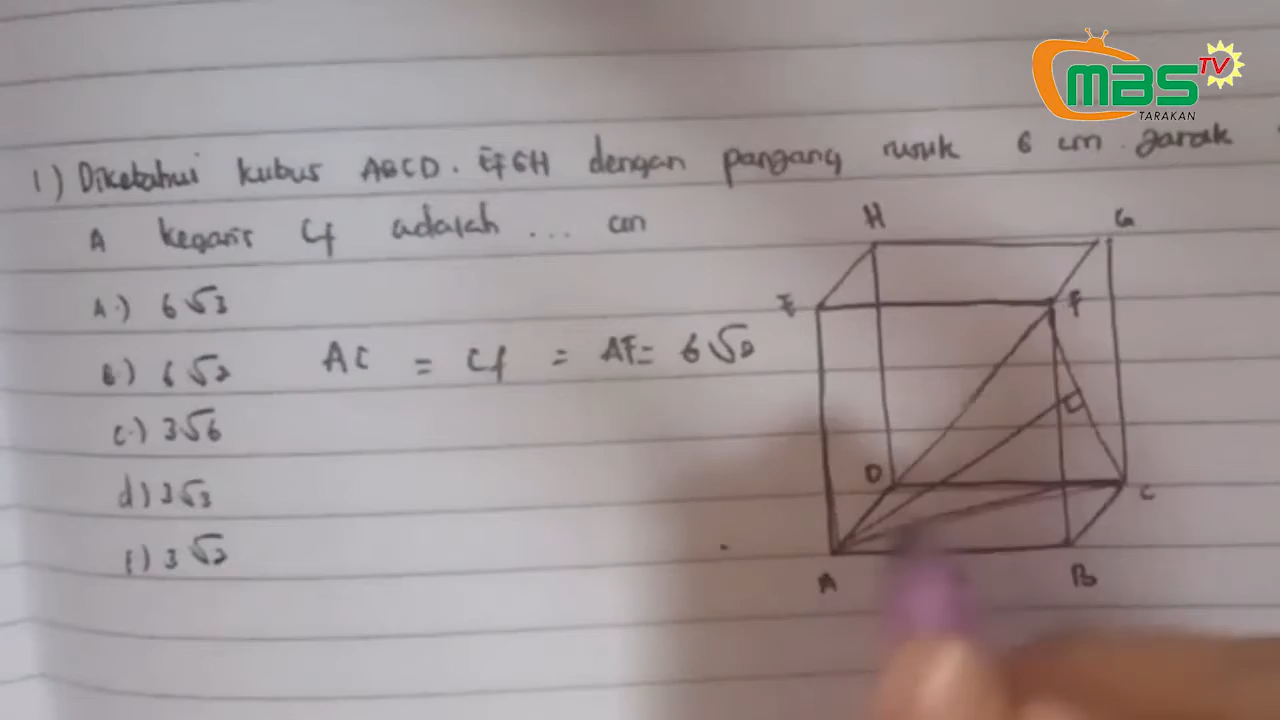 MBS TV
TARAKAN
1) Diketahui kubus ABCD. EFGH dengan panjang rusuk 6 cm. Jarak
A kegaris Cf adalah ... cm
A.) 6√3
B.) 6√2
c.) 3√6
d) 3√3
E) 3√2
AC = Cf = AF = 6√2
H G
E F
D C
A B